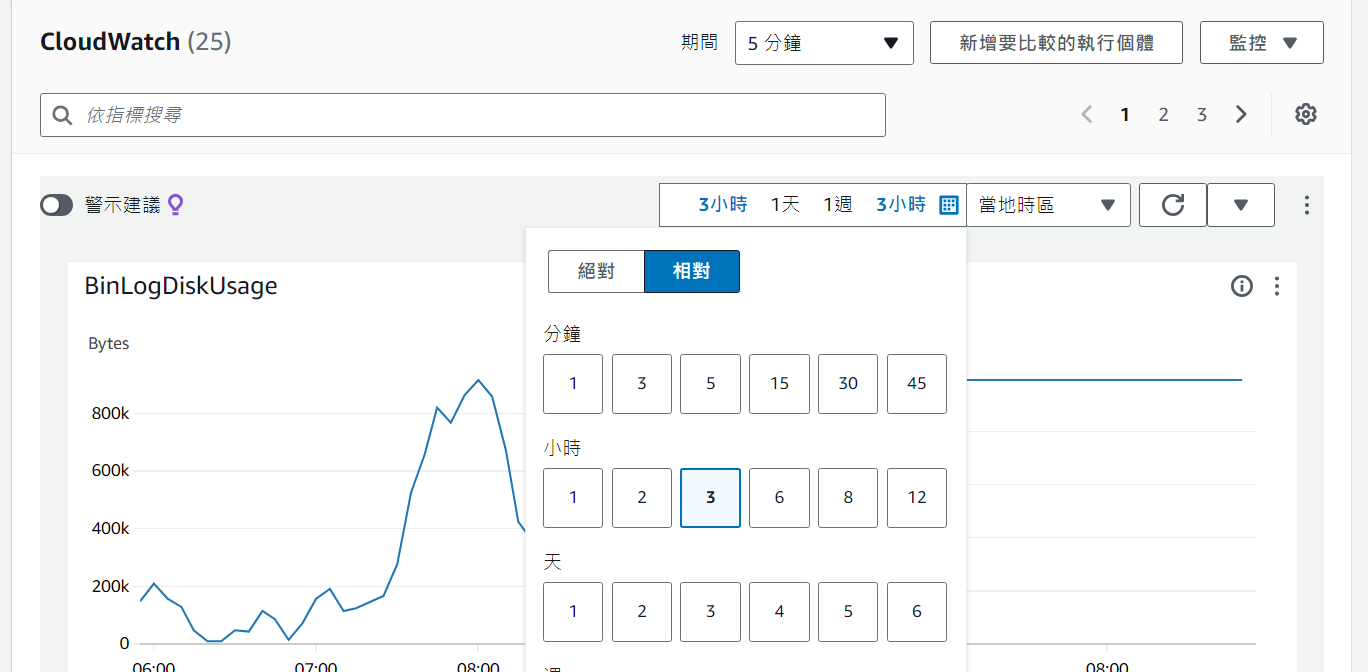 CloudWatch (25)
期間
5 分鐘
新增要比較的執行個體
監控
依指標搜尋
1 2 3
警示建議
3小時 1天 1週 3小時
當地時區
絕對 相對
BinLogDiskUsage
Bytes
800k
600k
400k
200k
0
06:00 07:00 08:00
分鐘
1 3 5 15 30 45
小時
1 2 3 6 8 12
天
1 2 3 4 5 6
08:00